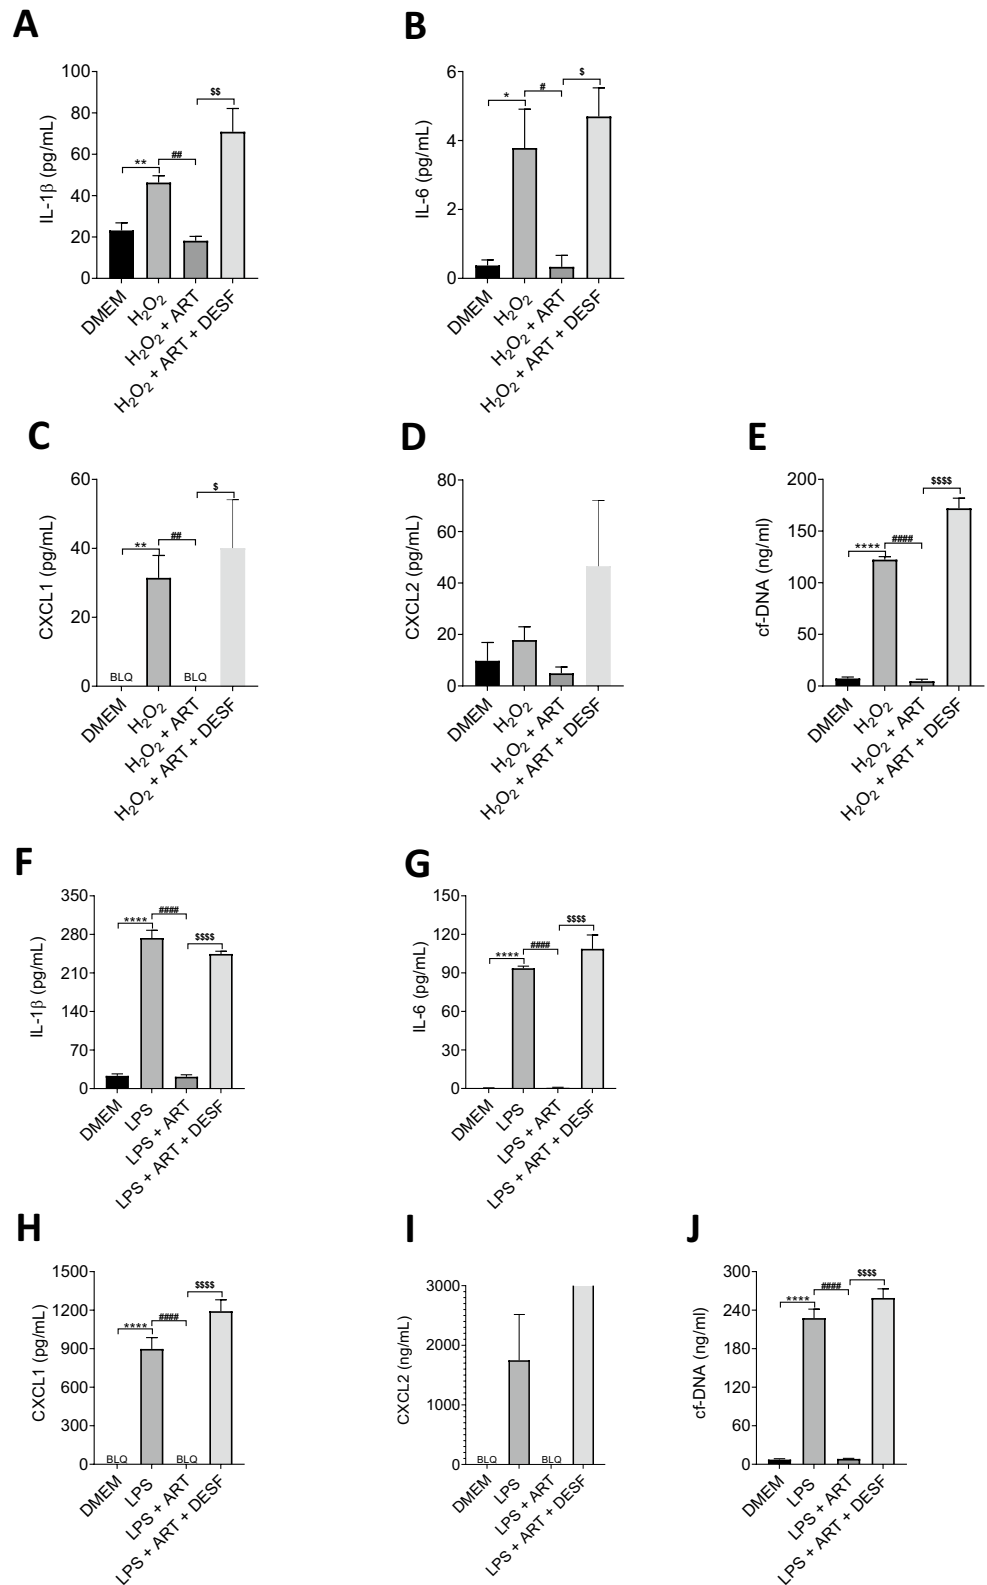 A
IL-1β (pg/mL)
100
80
60
40
20
0
**
##
$$
DMEM
H₂O₂
H₂O₂ + ART
H₂O₂ + ART + DESF
B
IL-6 (pg/mL)
6
4
2
0
*
#
$
DMEM
H₂O₂
H₂O₂ + ART
H₂O₂ + ART + DESF
C
CXCL1 (pg/mL)
60
40
20
0
**
##
$
BLQ
BLQ
DMEM
H₂O₂
H₂O₂ + ART
H₂O₂ + ART + DESF
D
CXCL2 (pg/mL)
80
60
40
20
0
DMEM
H₂O₂
H₂O₂ + ART
H₂O₂ + ART + DESF
E
cf-DNA (ng/ml)
200
150
100
50
0
****
####
$$$$
DMEM
H₂O₂
H₂O₂ + ART
H₂O₂ + ART + DESF
F
IL-1β (pg/mL)
350
280
210
140
70
0
****
####
$$$$
DMEM
LPS
LPS + ART
LPS + ART + DESF
G
IL-6 (pg/mL)
150
120
90
60
30
0
****
####
$$$$
DMEM
LPS
LPS + ART
LPS + ART + DESF
H
CXCL1 (pg/mL)
1500
1200
900
600
300
0
****
####
$$$$
BLQ
BLQ
DMEM
LPS
LPS + ART
LPS + ART + DESF
I
CXCL2 (ng/mL)
3000
2000
1000
0
BLQ
BLQ
DMEM
LPS
LPS + ART
LPS + ART + DESF
J
cf-DNA (ng/ml)
300
240
180
120
60
0
****
####
$$$$
DMEM
LPS
LPS + ART
LPS + ART + DESF